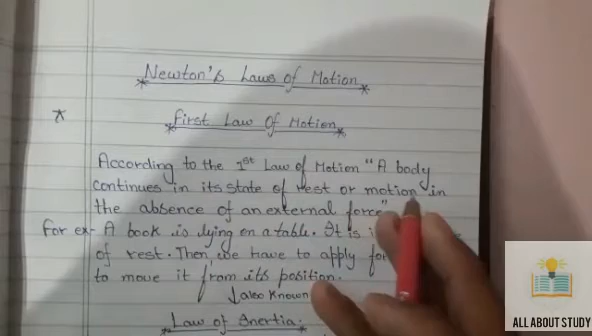 *Newton's Laws of Motion*
*
*First Law Of Motion*
According to the 1st Law of Motion "A body
continues in its state of rest or motion in
the absence of an external force"
For ex- A book is lying on a table. It is
of rest. Then, we have to apply
to move it from its position.
↓also Known
*Law of Inertia.
ALL ABOUT STUDY